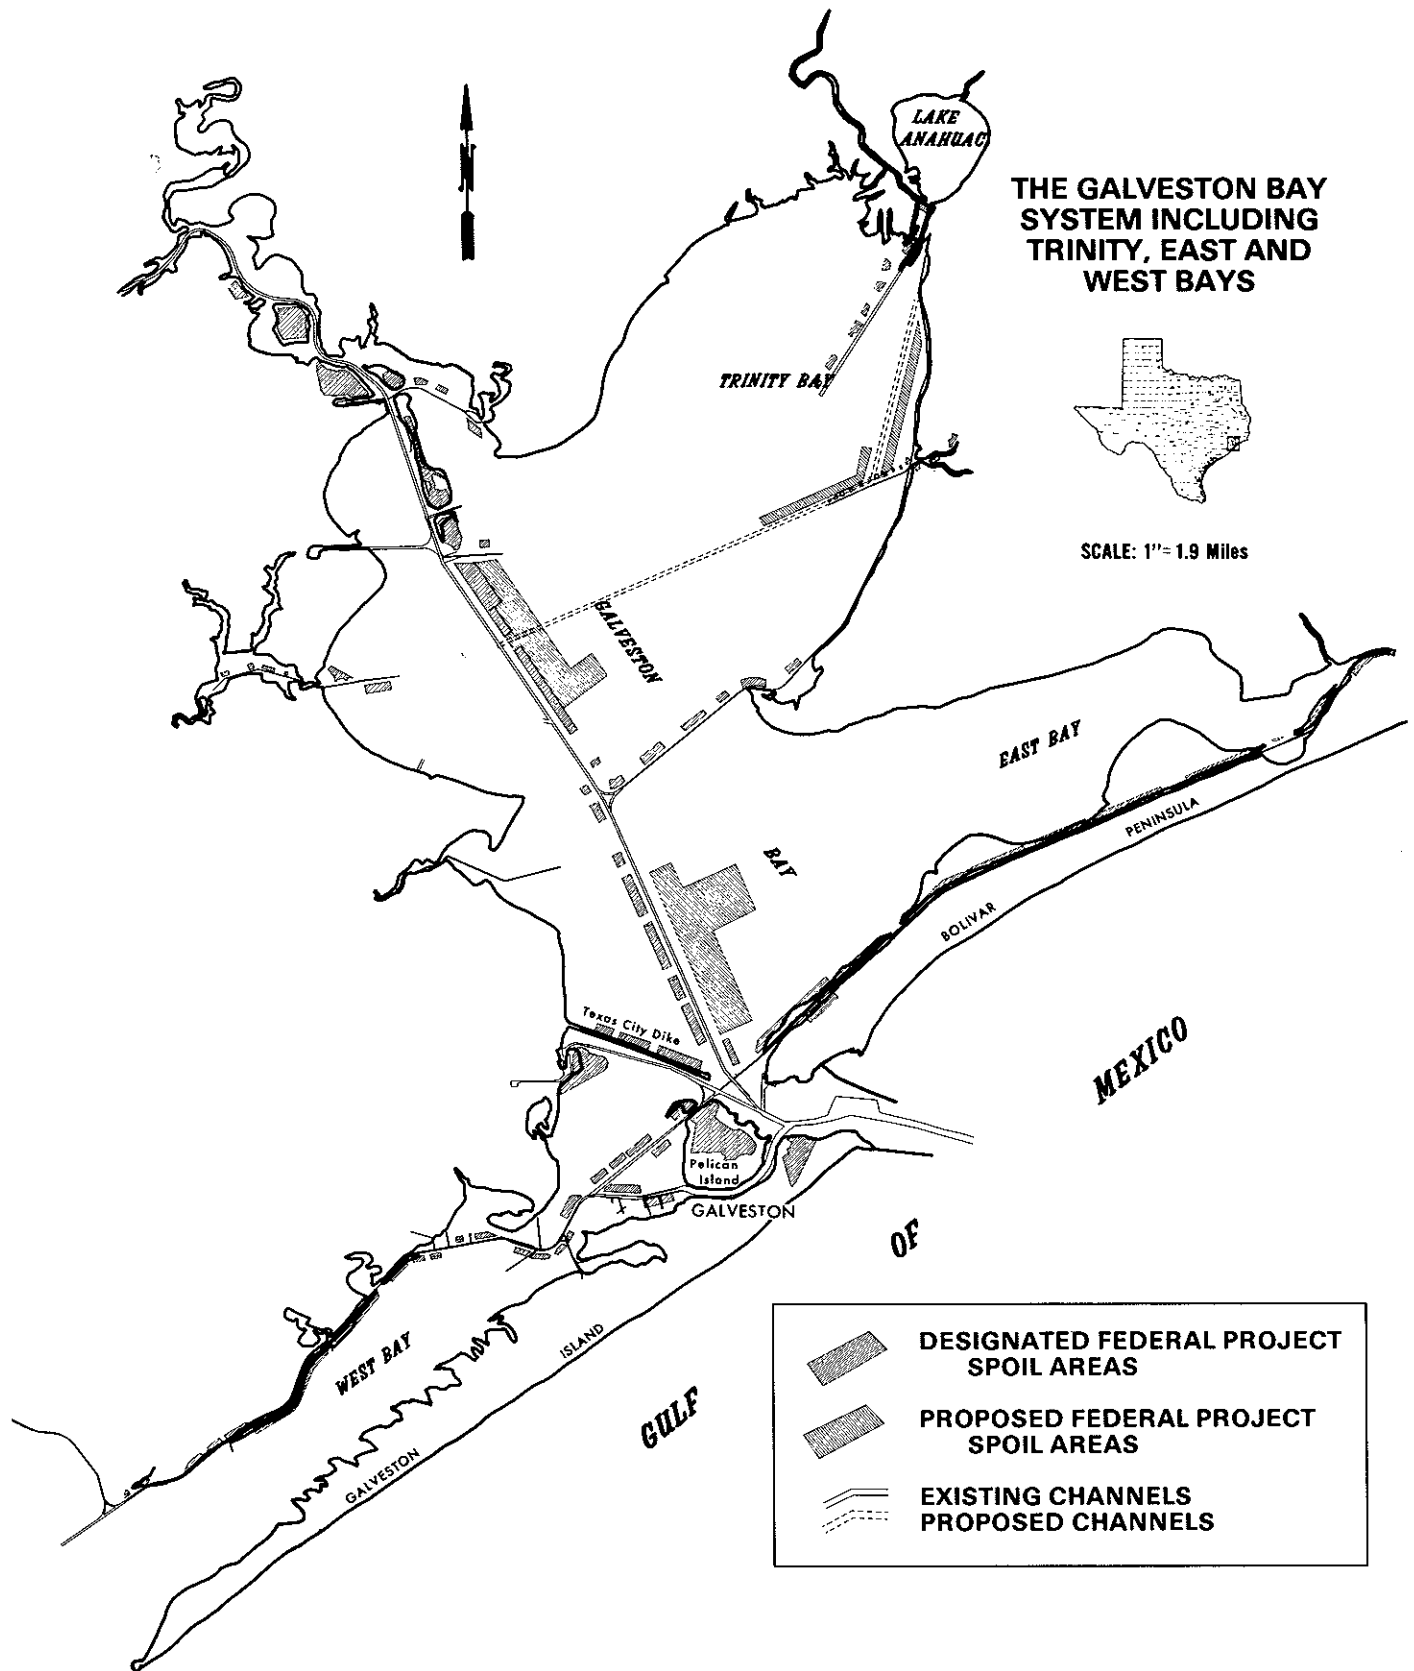 LAKE
ANAHUAC
N
THE GALVESTON BAY
SYSTEM INCLUDING
TRINITY, EAST AND
WEST BAYS
TRINITY BAY
SCALE: 1"= 1.9 Miles
GALVESTON
BAY
EAST BAY
PENINSULA
BOLIVAR
Texas City Dike
MEXICO
Pelican
Island
GALVESTON
OF
GULF
WEST BAY
ISLAND
GALVESTON
DESIGNATED FEDERAL PROJECT
SPOIL AREAS
PROPOSED FEDERAL PROJECT
SPOIL AREAS
EXISTING CHANNELS
PROPOSED CHANNELS